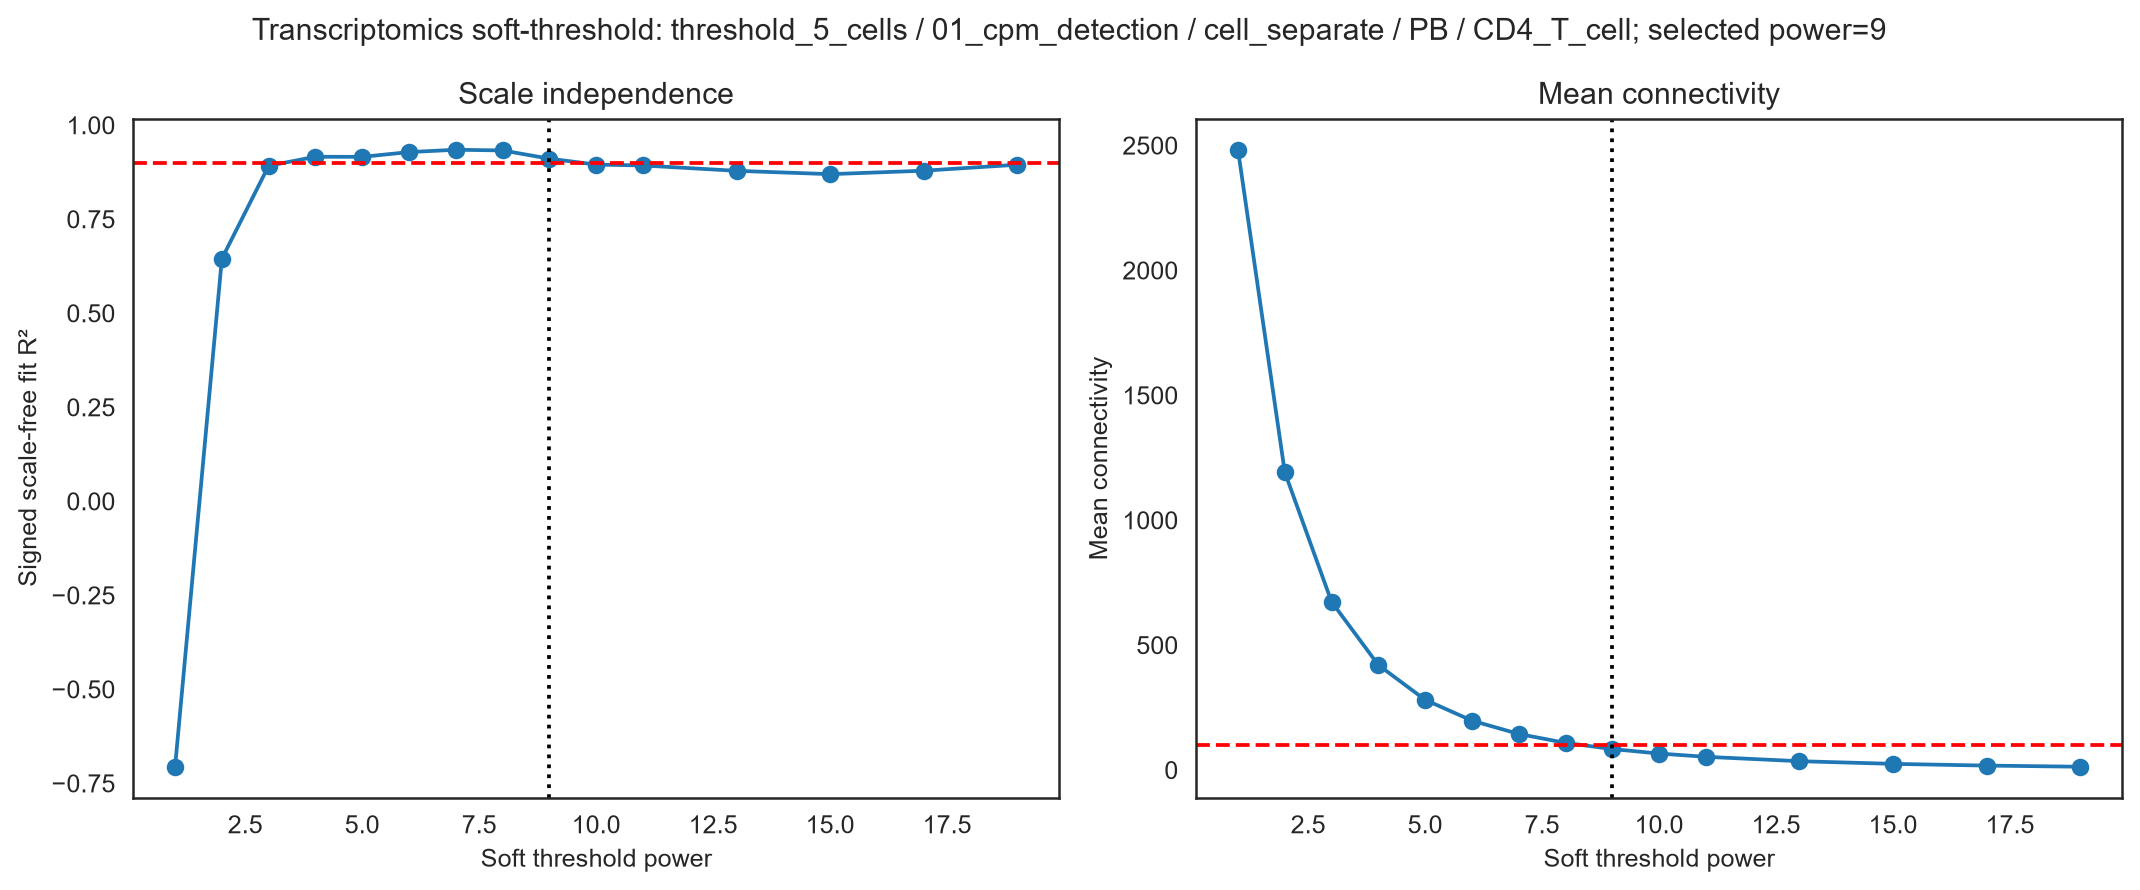 Transcriptomics soft-threshold: threshold_5_cells / 01_cpm_detection / cell_separate / PB / CD4_T_cell; selected power=9
Scale independence
1.00
0.75
0.50
0.25
0.00
−0.25
−0.50
−0.75
Signed scale-free fit R²
2.5 5.0 7.5 10.0 12.5 15.0 17.5
Soft threshold power
Mean connectivity
2500
2000
1500
1000
500
0
Mean connectivity
2.5 5.0 7.5 10.0 12.5 15.0 17.5
Soft threshold power